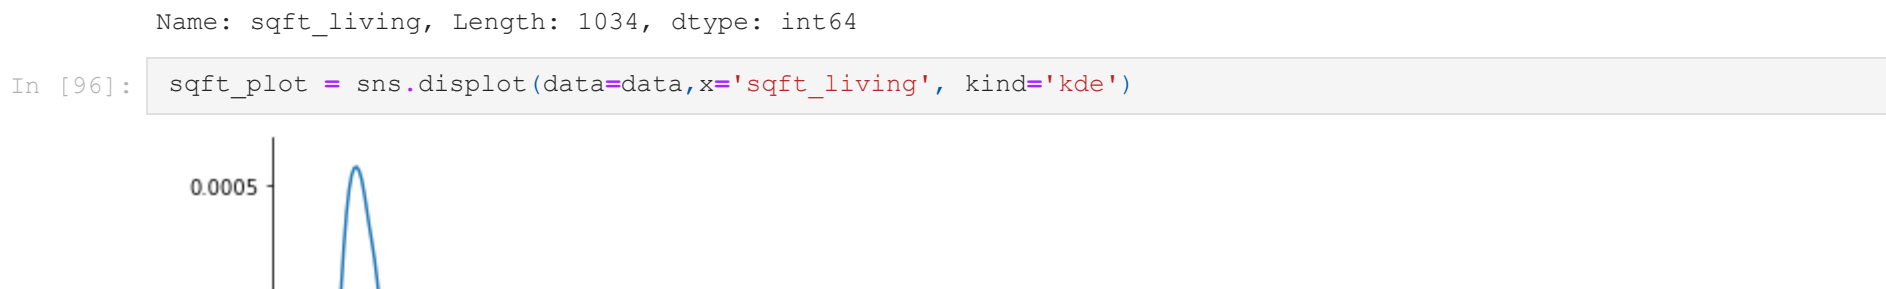 Name: sqft_living, Length: 1034, dtype: int64
In [96]: sqft_plot = sns.displot(data=data,x='sqft_living', kind='kde')
0.0005